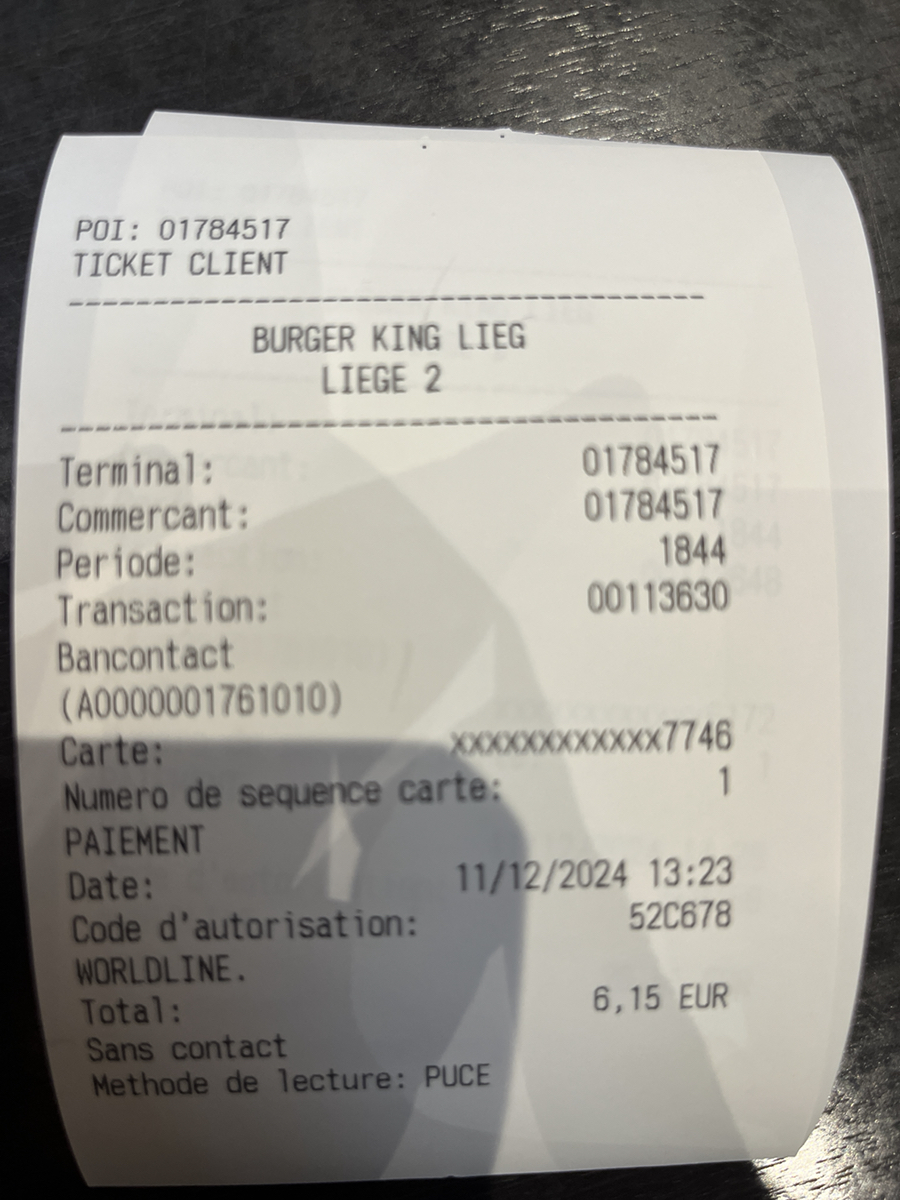 POI: 01784517
TICKET CLIENT
BURGER KING LIEG
LIEGE 2
Terminal: 01784517
Commercant: 01784517
Periode: 1844
Transaction: 00113630
Bancontact
(A0000001761010)
Carte: xxxxxxxxxxxxx7746
Numero de sequence carte: 1
PAIEMENT
Date: 11/12/2024 13:23
Code d'autorisation: 52C678
WORLDLINE.
Total: 6,15 EUR
Sans contact
Methode de lecture: PUCE